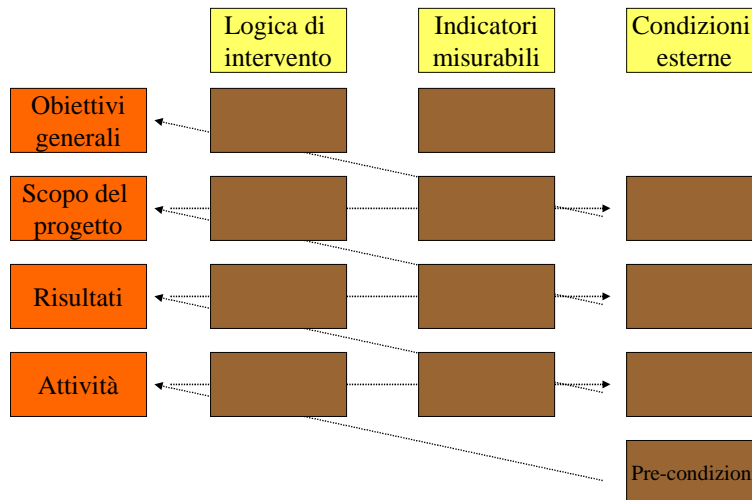 Logica di
intervento
Indicatori
misurabili
Condizioni
esterne
Obiettivi
generali
Scopo del
progetto
Risultati
Attività
Pre-condizion